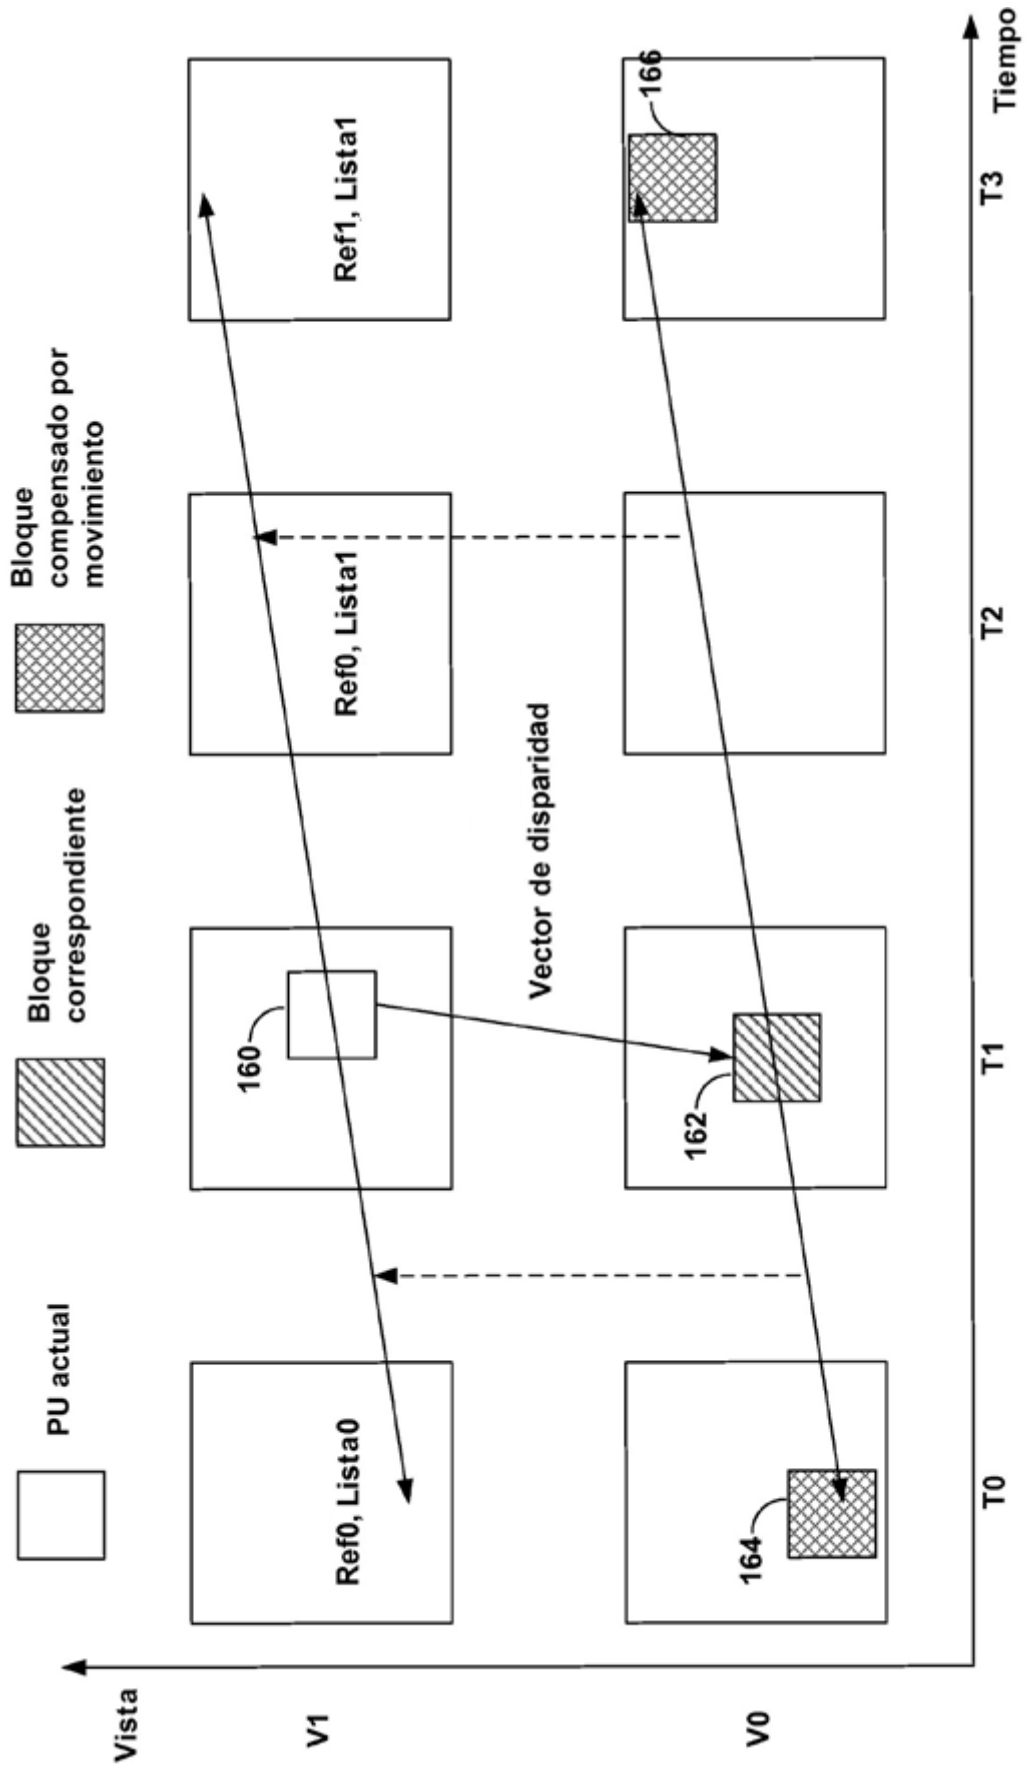 PU actual
Bloque
correspondiente
Bloque
compensado por
movimiento
Vista
V1
Ref0, Lista0
160
Ref0, Lista1
Ref1, Lista1
Vector de disparidad
V0
164
162
166
T0
T1
T2
T3
Tiempo